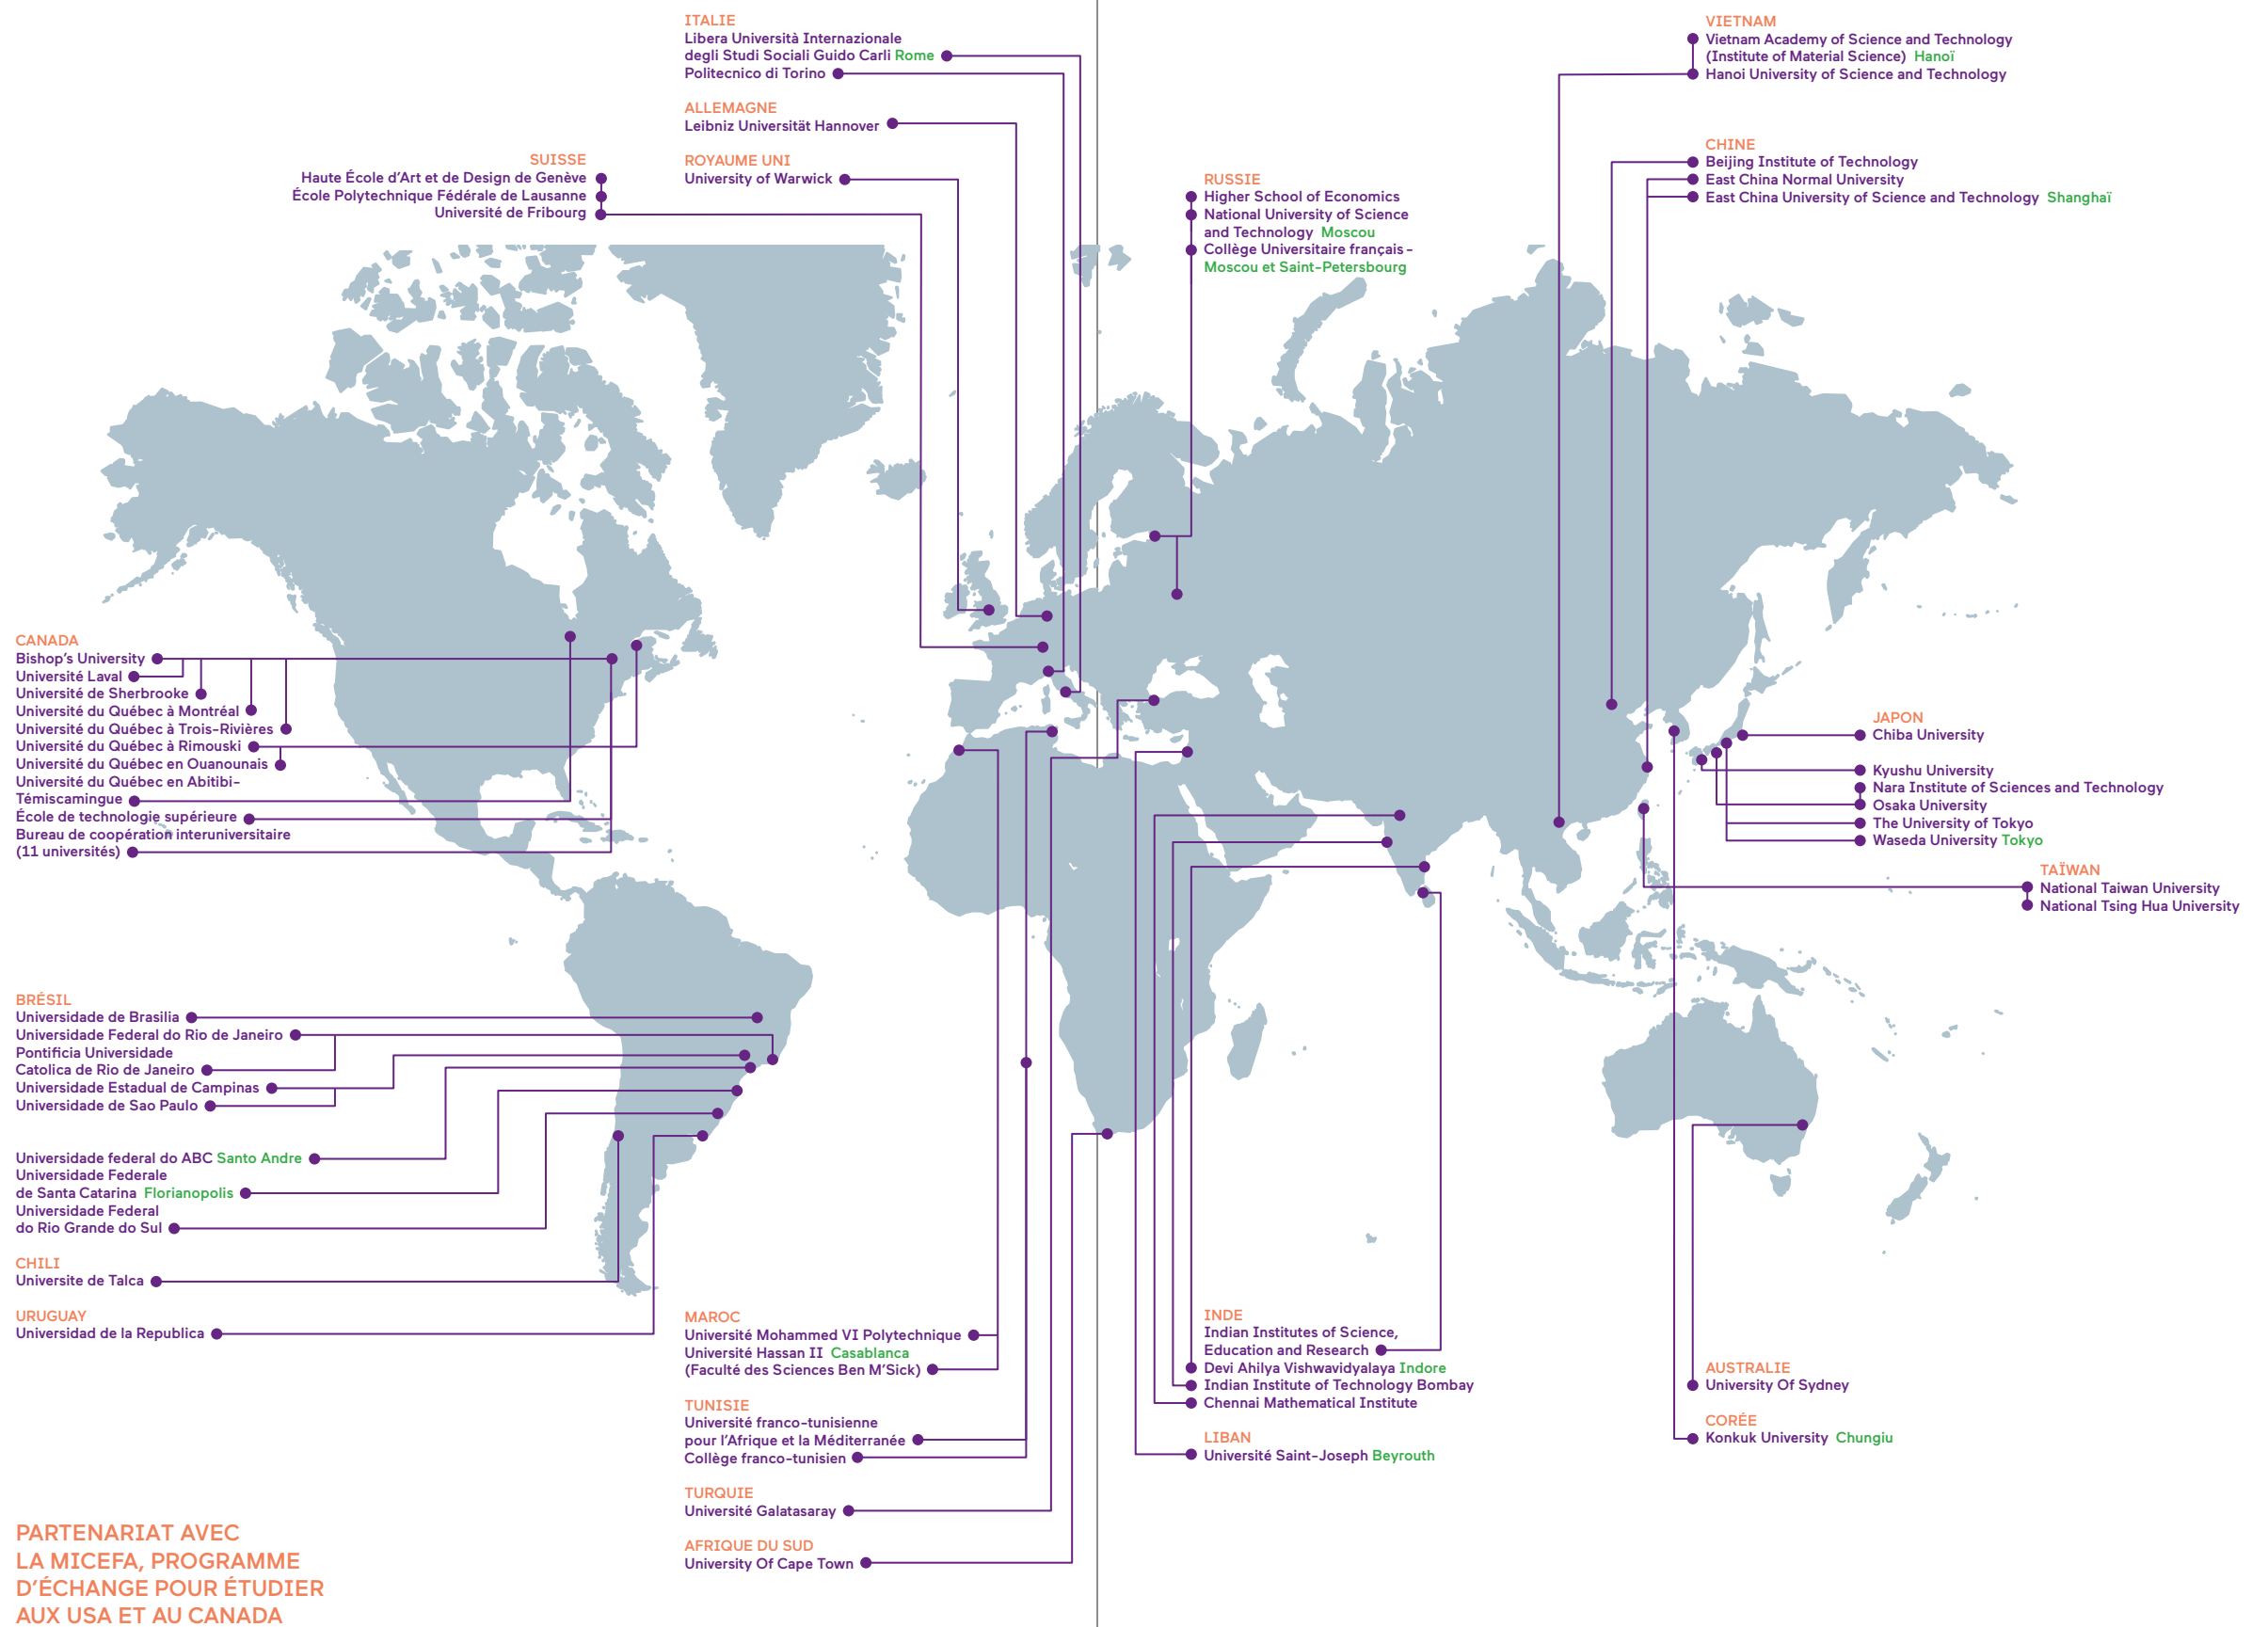 ITALIE
Libera Università Internazionale
degli Studi Sociali Guido Carli Rome
Politecnico di Torino
ALLEMAGNE
Leibniz Universität Hannover
ROYAUME UNI
University of Warwick
SUISSE
Haute École d'Art et de Design de Genève
École Polytechnique Fédérale de Lausanne
Université de Fribourg
RUSSIE
Higher School of Economics
National University of Science
and Technology Moscou
Collège Universitaire français -
Moscou et Saint-Petersbourg
VIETNAM
Vietnam Academy of Science and Technology
(Institute of Material Science) Hanoï
Hanoi University of Science and Technology
CHINE
Beijing Institute of Technology
East China Normal University
East China University of Science and Technology Shanghaï
CANADA
Bishop's University
Université Laval
Université de Sherbrooke
Université du Québec à Montréal
Université du Québec à Trois-Rivières
Université du Québec à Rimouski
Université du Québec en Ouanounais
Université du Québec en Abitibi-
Témiscamingue
École de technologie supérieure
Bureau de coopération interuniversitaire
(11 universités)
JAPON
Chiba University
Kyushu University
Nara Institute of Sciences and Technology
Osaka University
The University of Tokyo
Waseda University Tokyo
TAÏWAN
National Taiwan University
National Tsing Hua University
BRÉSIL
Universidade de Brasilia
Universidade Federal do Rio de Janeiro
Pontificia Universidade
Catolica de Rio de Janeiro
Universidade Estadual de Campinas
Universidade de Sao Paulo
Universidade federal do ABC Santo Andre
Universidade Federale
de Santa Catarina Florianopolis
Universidade Federal
do Rio Grande do Sul
CHILI
Universite de Talca
URUGUAY
Universidad de la Republica
MAROC
Université Mohammed VI Polytechnique
Université Hassan II Casablanca
(Faculté des Sciences Ben M'Sick)
TUNISIE
Université franco-tunisienne
pour l'Afrique et la Méditerranée
Collège franco-tunisien
TURQUIE
Université Galatasaray
AFRIQUE DU SUD
University Of Cape Town
INDE
Indian Institutes of Science,
Education and Research
Devi Ahilya Vishwavidyalaya Indore
Indian Institute of Technology Bombay
Chennai Mathematical Institute
LIBAN
Université Saint-Joseph Beyrouth
AUSTRALIE
University Of Sydney
CORÉE
Konkuk University Chungiu
PARTENARIAT AVEC
LA MICEFA, PROGRAMME
D'ÉCHANGE POUR ÉTUDIER
AUX USA ET AU CANADA